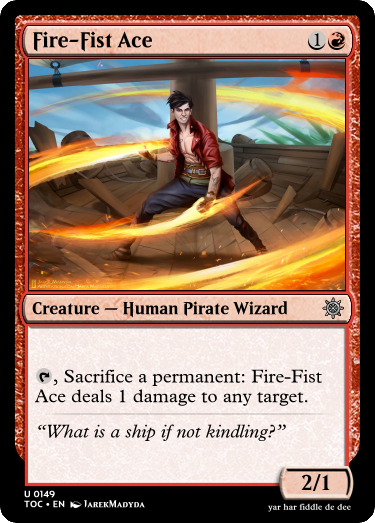 Fire-Fist Ace 1
Creature — Human Pirate Wizard
, Sacrifice a permanent: Fire-Fist
Ace deals 1 damage to any target.
“What is a ship if not kindling?”
2/1
U 0149
TOC • EN JarekMadyda
yar har fiddle de dee